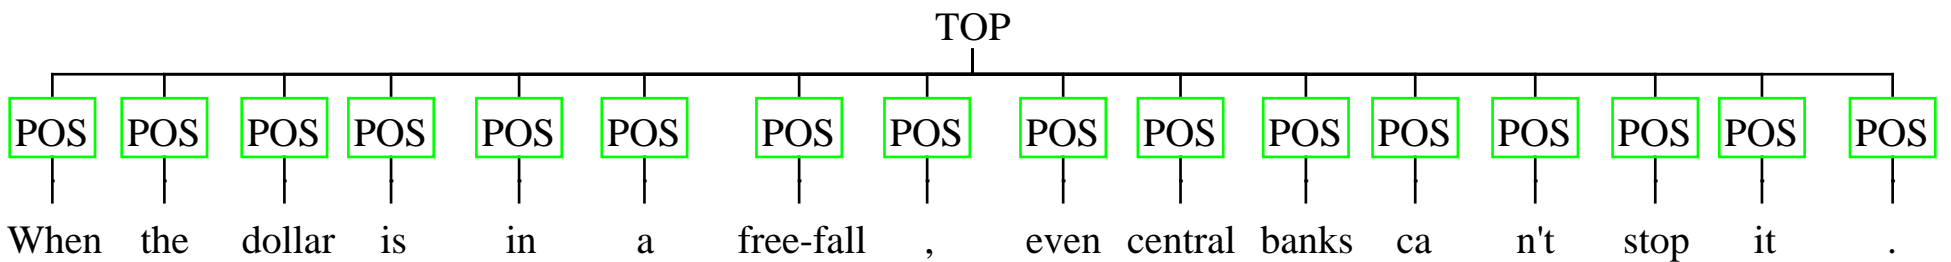 TOP
POS POS POS POS POS POS POS POS POS POS POS POS POS POS POS POS
When the dollar is in a free-fall , even central banks ca n't stop it .